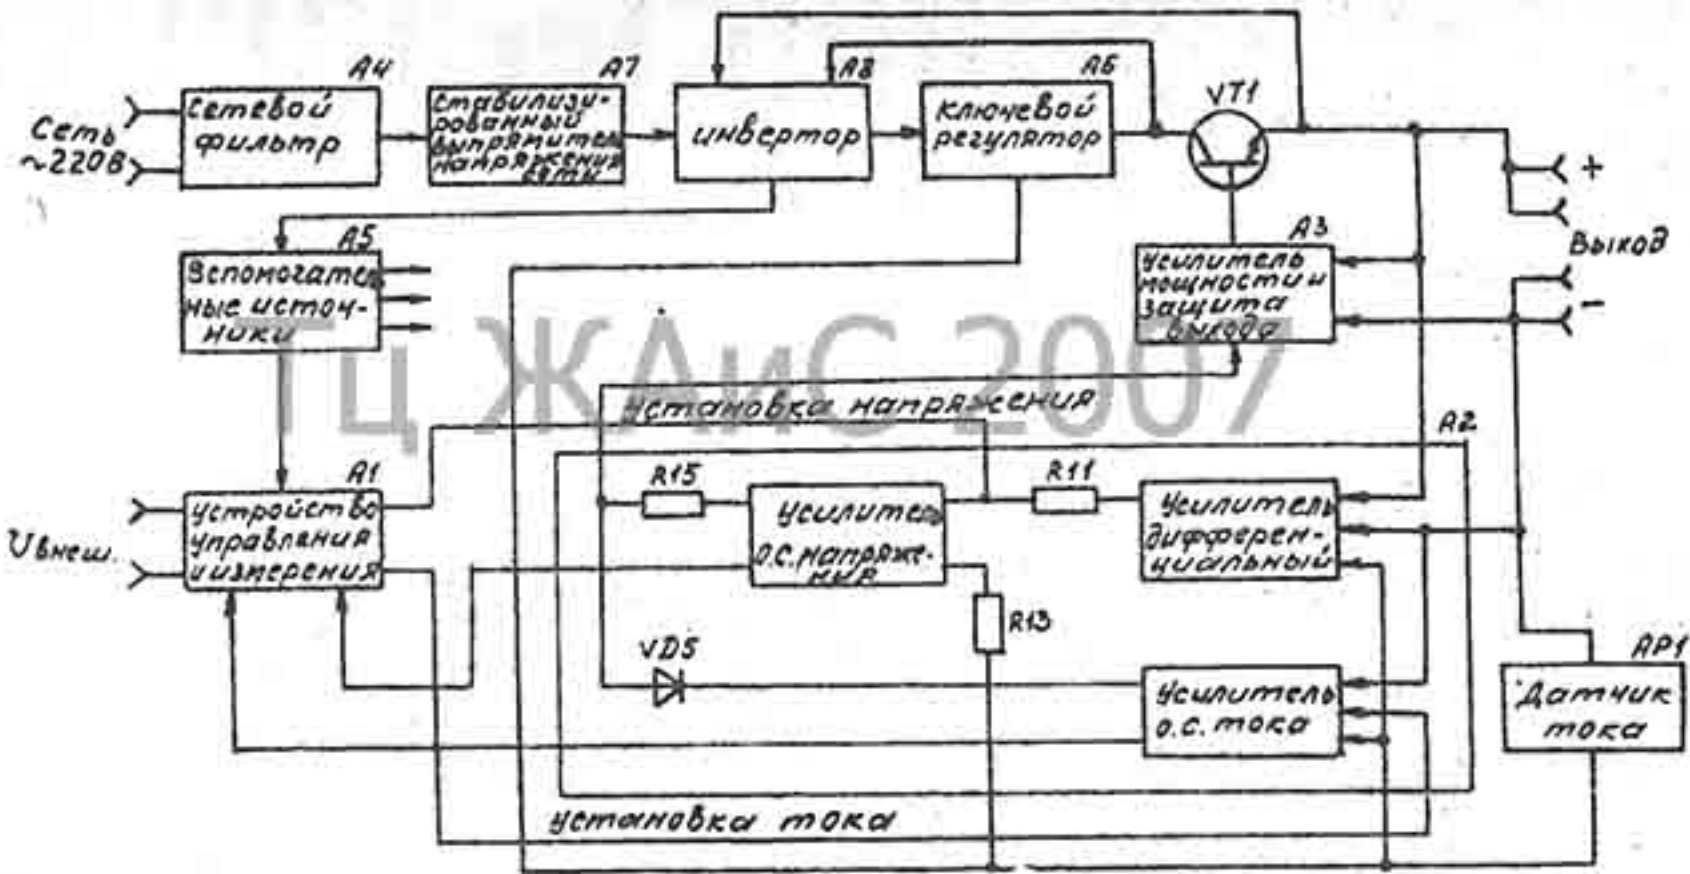 Сеть
~220В
А4
Сетевой
фильтр
А7
Стабилизи-
рованный
выпрямитель
напряжения
сети
А8
инвертор
А6
ключевой
регулятор
VT1
+
Выход
-
А5
Вспомогатель
ные источ-
ники
А3
Усилитель
мощности и
защита
выхода
Тц ЖАиС 2007
Установка напряжения
А2
Uвнеш.
А1
Устройство
управления
и измерения
R15
Усилитель
О.С. напряже-
ния
R11
Усилитель
дифферен-
циальный
R13
VD5
Усилитель
О.С. тока
АР1
Датчик
тока
Установка тока